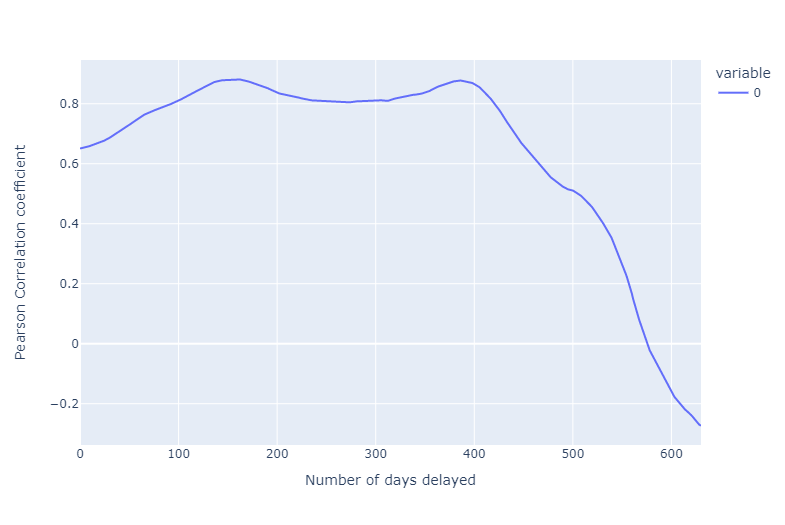 variable
0
Pearson Correlation coefficient
0.8
0.6
0.4
0.2
0
−0.2
0 100 200 300 400 500 600
Number of days delayed